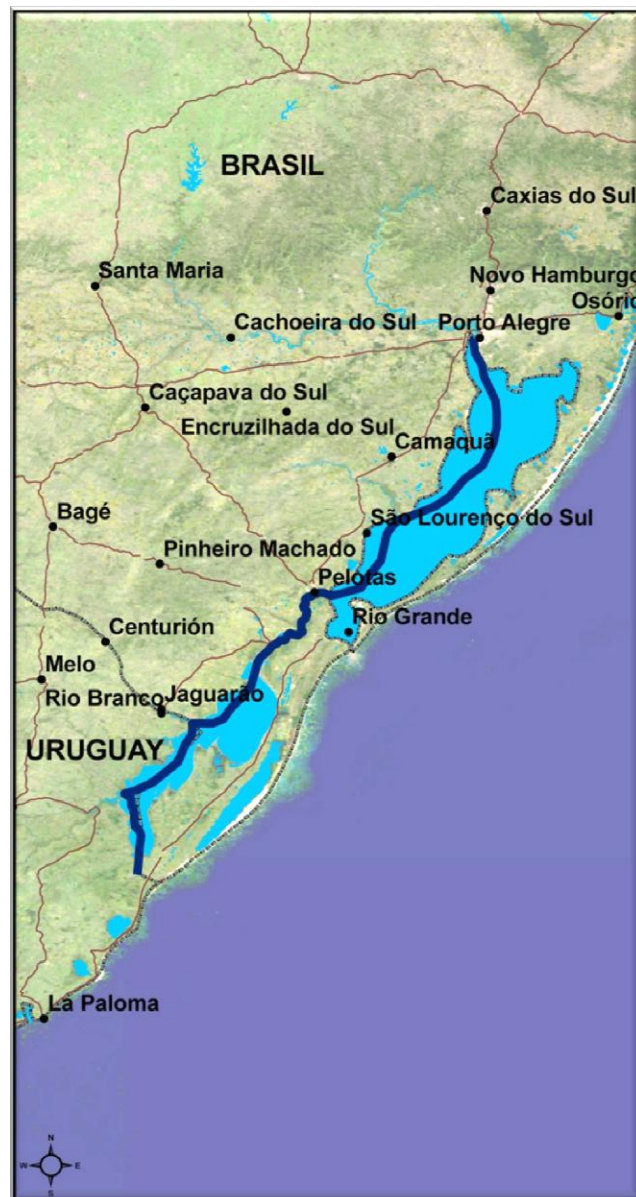 BRASIL
Caxias do Sul
Santa Maria
Novo Hamburgo
Osório
Cachoeira do Sul
Porto Alegre
Caçapava do Sul
Encruzilhada do Sul
Camaquã
Bagé
São Lourenço do Sul
Pinheiro Machado
Pelotas
Rio Grande
Centurión
Melo
Rio Branco
Jaguarão
URUGUAY
La Paloma
N
W
E
S